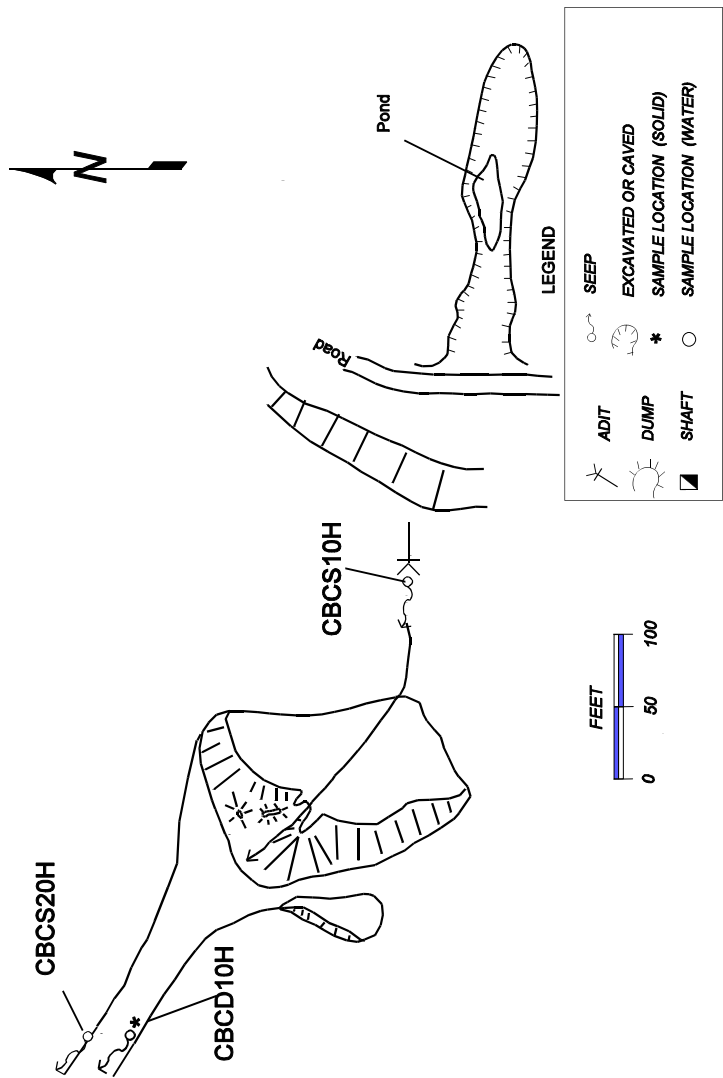 N
Pond
Road
CBCS10H
CBCS20H
CBCD10H
LEGEND
ADIT
SEEP
DUMP
EXCAVATED OR CAVED
SAMPLE LOCATION (SOLID)
SHAFT
SAMPLE LOCATION (WATER)
FEET
0 50 100